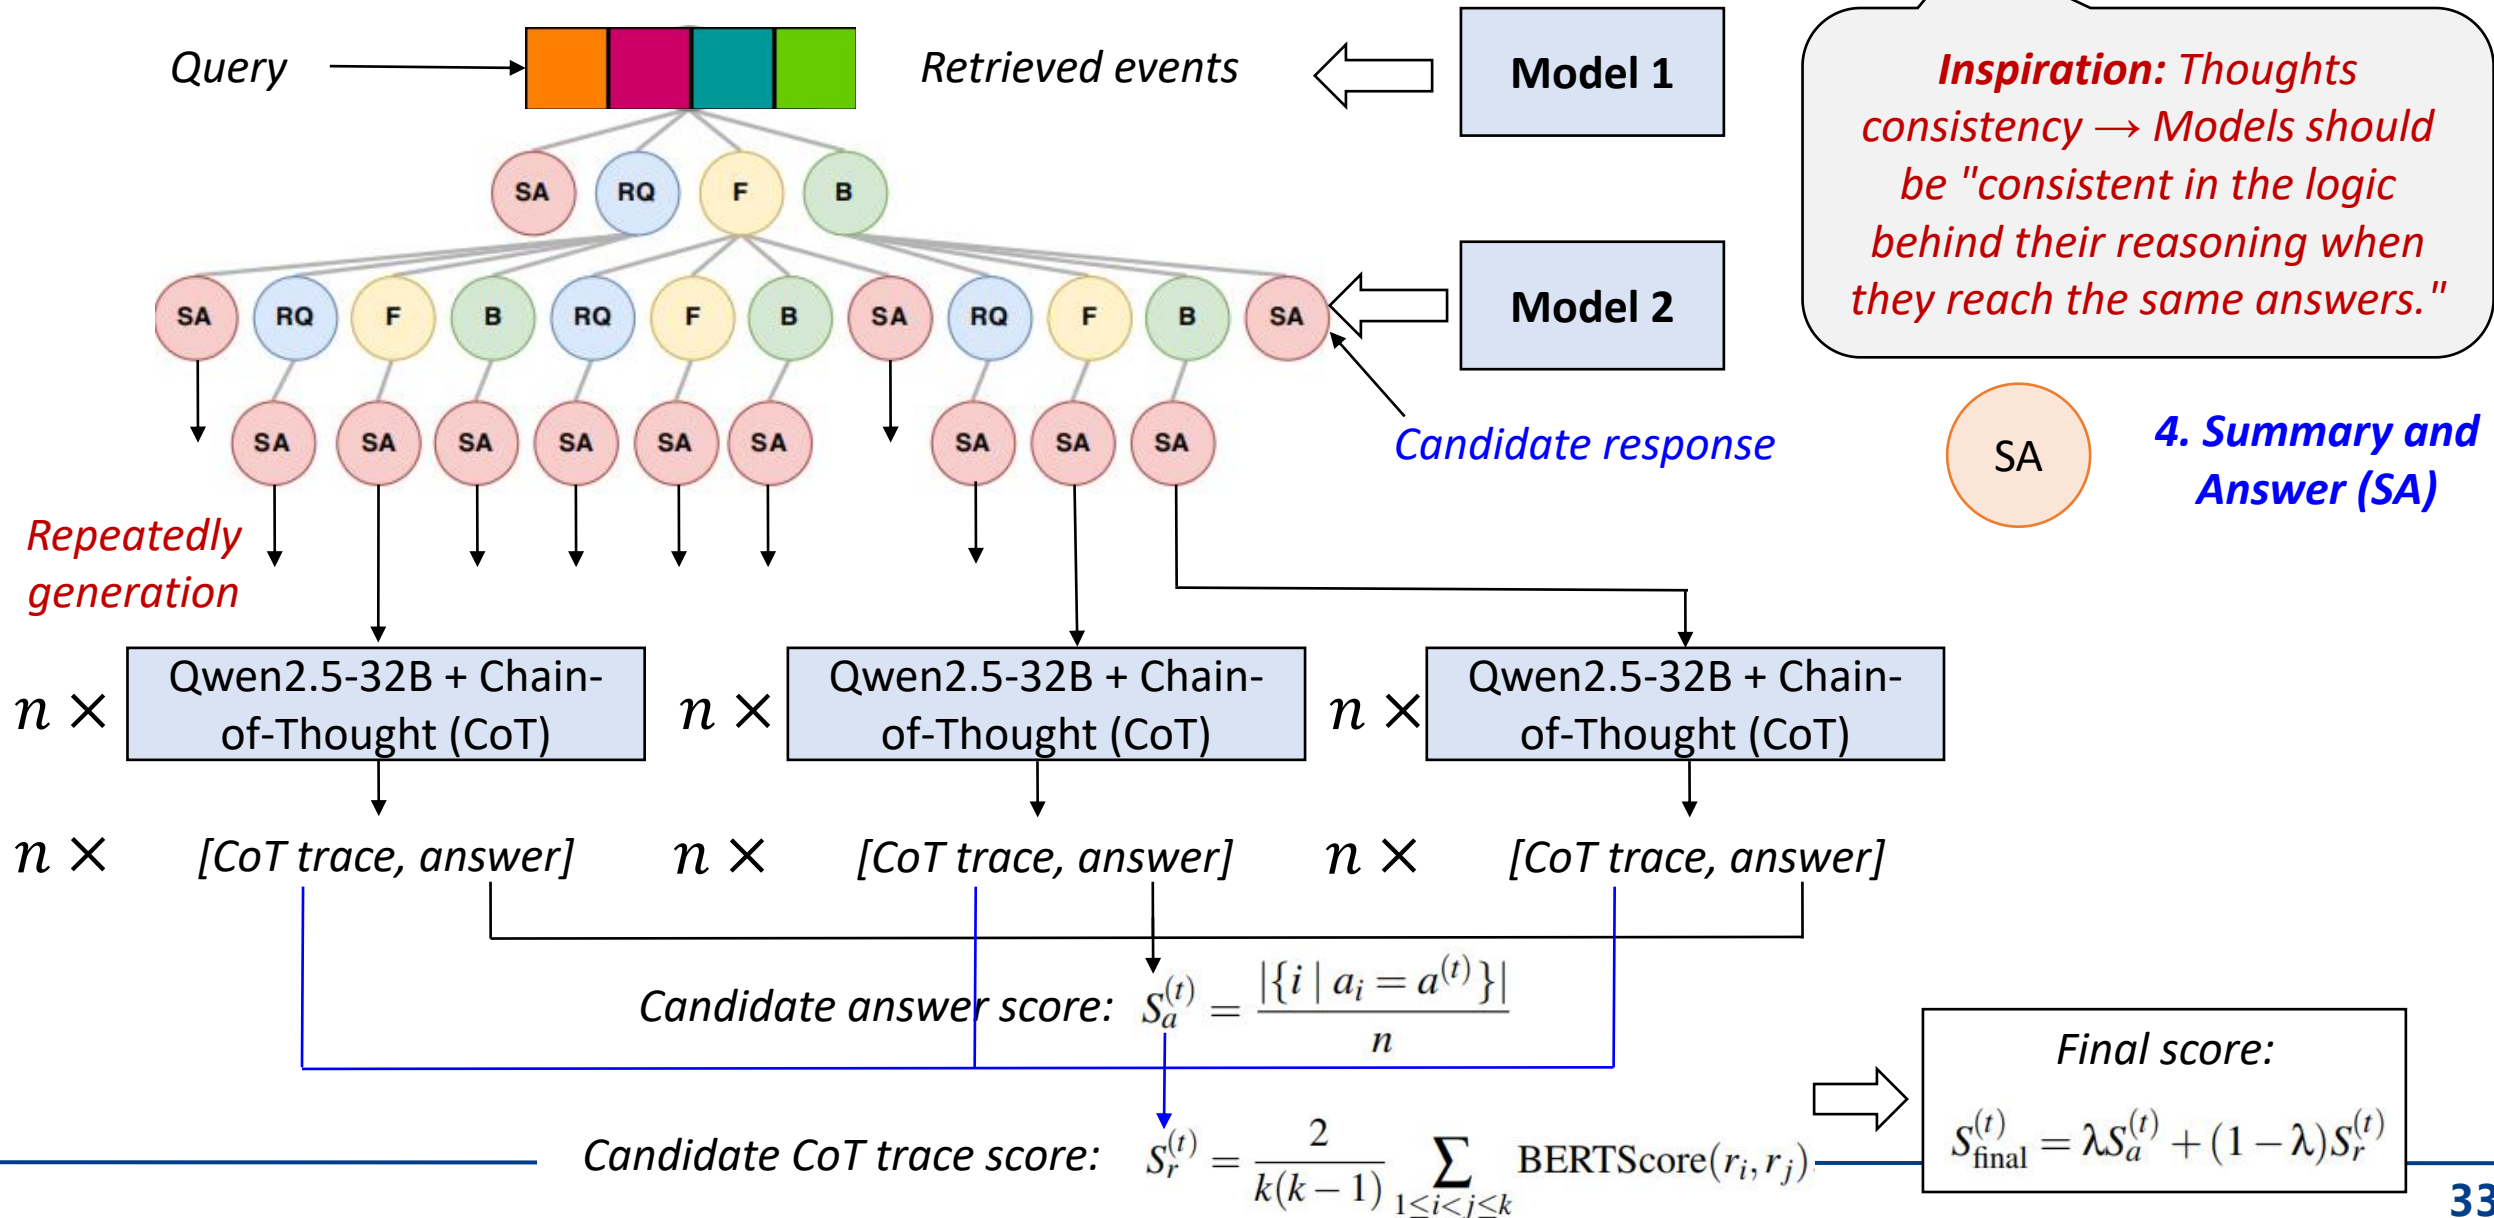 Query
Retrieved events
Model 1
Inspiration: Thoughts
consistency → Models should
be "consistent in the logic
behind their reasoning when
they reach the same answers."
SA RQ F B
SA RQ F B RQ F B SA RQ F B SA
Model 2
SA SA SA SA SA SA SA SA SA
Candidate response
SA
4. Summary and
Answer (SA)
Repeatedly
generation
n × Qwen2.5-32B + Chain-
of-Thought (CoT)
n × Qwen2.5-32B + Chain-
of-Thought (CoT)
n × Qwen2.5-32B + Chain-
of-Thought (CoT)
n × [CoT trace, answer] n × [CoT trace, answer] n × [CoT trace, answer]
Candidate answer score: S_a^{(t)} = \frac{|\{i | a_i = a^{(t)}\}|}{n}
Candidate CoT trace score: S_r^{(t)} = \frac{2}{k(k-1)} \sum_{1≤i<j≤k} BERTScore(r_i, r_j)
Final score:
S_{final}^{(t)} = λS_a^{(t)} + (1 − λ)S_r^{(t)}
33